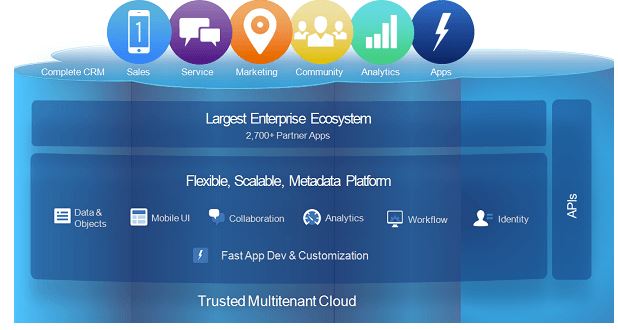 1
Complete CRM Sales Service Marketing Community Analytics Apps
Largest Enterprise Ecosystem
2,700+ Partner Apps
Flexible, Scalable, Metadata Platform
Data &
Objects
Mobile UI
Collaboration
Analytics
Workflow
Identity
Fast App Dev & Customization
APIs
Trusted Multitenant Cloud